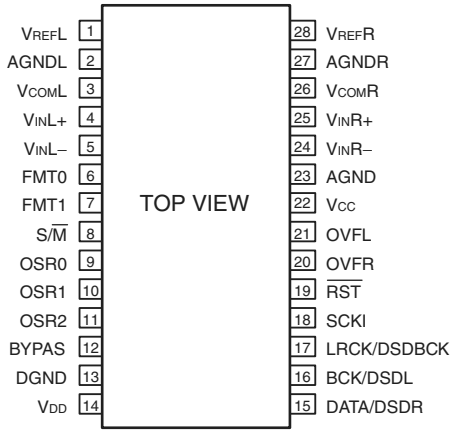 VREFL 1 28 VREFR
AGNDL 2 27 AGNDR
VCOML 3 26 VCOMR
VINL+ 4 25 VINR+
VINL− 5 24 VINR−
FMT0 6 23 AGND
FMT1 7 TOP VIEW 22 VCC
S/M̅ 8 21 OVFL
OSR0 9 20 OVFR
OSR1 10 19 R̅S̅T̅
OSR2 11 18 SCKI
BYPAS 12 17 LRCK/DSDBCK
DGND 13 16 BCK/DSDL
VDD 14 15 DATA/DSDR